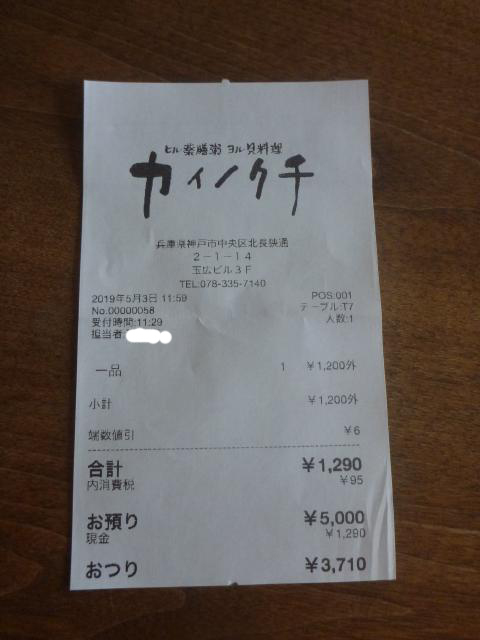 ヒル 薬膳粥 ヨル 貝料理
カイノクチ
兵庫県神戸市中央区北長狭通
2-1-14
玉広ビル3F
TEL:078-335-7140
2019年5月3日 11:59 POS:001
No.00000058 テーブル:T7
受付時間:11:29 人数:1
担当者:
一品 1 ¥1,200外
小計 ¥1,200外
端数値引 ¥6
合計 ¥1,290
内消費税 ¥95
お預り ¥5,000
現金 ¥1,290
おつり ¥3,710